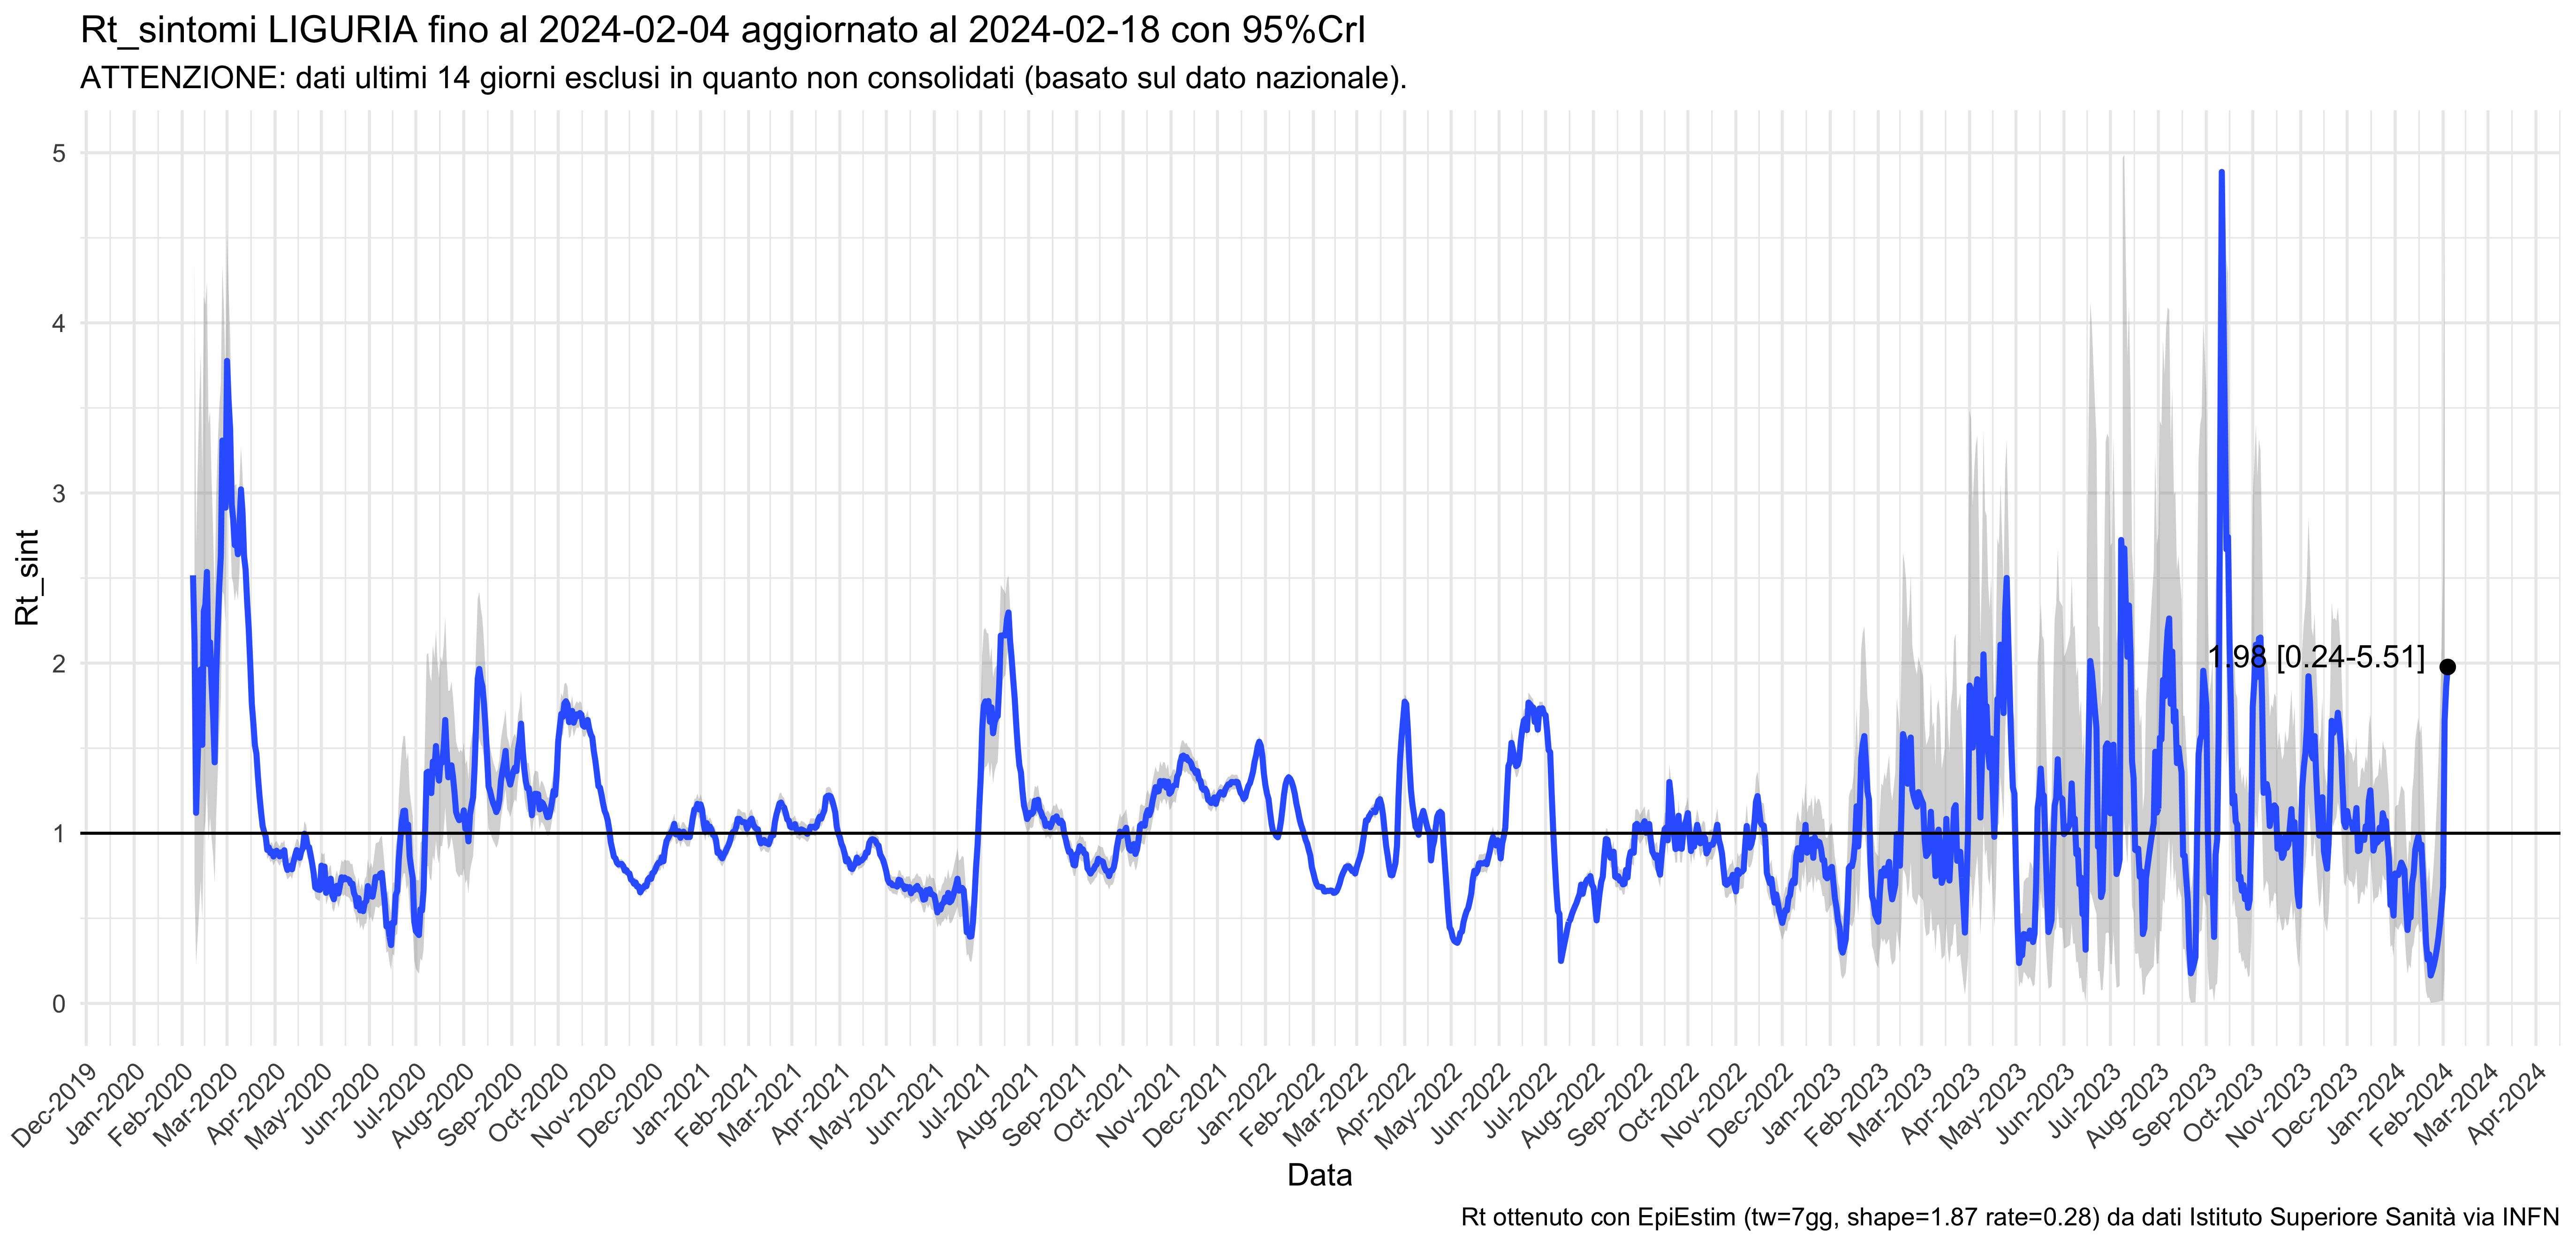 Rt_sintomi LIGURIA fino al 2024-02-04 aggiornato al 2024-02-18 con 95%CrI
ATTENZIONE: dati ultimi 14 giorni esclusi in quanto non consolidati (basato sul dato nazionale).
5
4
3
2
1
0
Rt_sint
1.98 [0.24-5.51]
Dec-2019
Jan-2020
Feb-2020
Mar-2020
Apr-2020
May-2020
Jun-2020
Jul-2020
Aug-2020
Sep-2020
Oct-2020
Nov-2020
Dec-2020
Jan-2021
Feb-2021
Mar-2021
Apr-2021
May-2021
Jun-2021
Jul-2021
Aug-2021
Sep-2021
Oct-2021
Nov-2021
Dec-2021
Jan-2022
Feb-2022
Mar-2022
Apr-2022
May-2022
Jun-2022
Jul-2022
Aug-2022
Sep-2022
Oct-2022
Nov-2022
Dec-2022
Jan-2023
Feb-2023
Mar-2023
Apr-2023
May-2023
Jun-2023
Jul-2023
Aug-2023
Sep-2023
Oct-2023
Nov-2023
Dec-2023
Jan-2024
Feb-2024
Mar-2024
Apr-2024
Data
Rt ottenuto con EpiEstim (tw=7gg, shape=1.87 rate=0.28) da dati Istituto Superiore Sanità via INFN